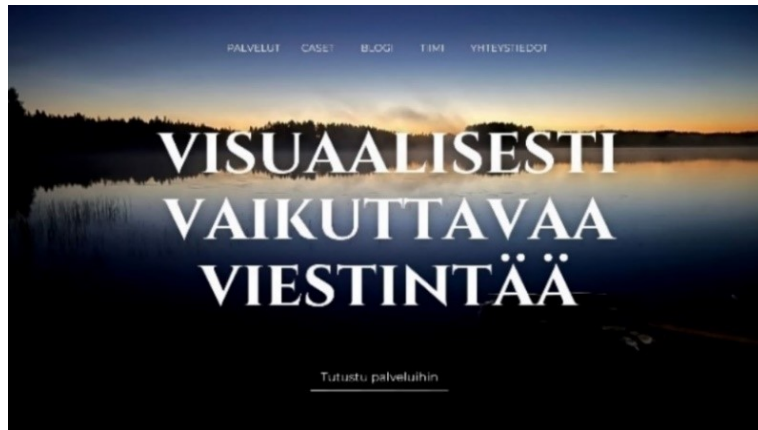 PALVELUT CASET BLOGI TIIMI YHTEYSTIEDOT
VISUAALISESTI
VAIKUTTAVAA
VIESTINTÄÄ
Tutustu palveluihin